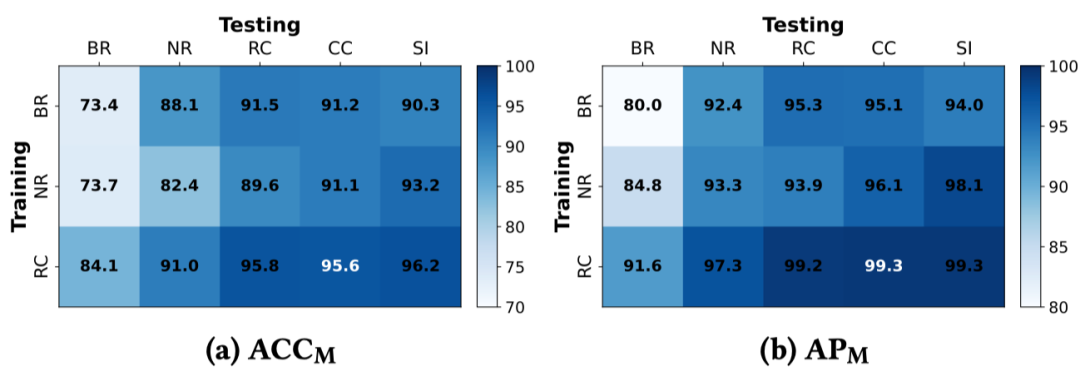 Testing
BR NR RC CC SI
Training
BR 73.4 88.1 91.5 91.2 90.3
NR 73.7 82.4 89.6 91.1 93.2
RC 84.1 91.0 95.8 95.6 96.2
100
95
90
85
80
75
70
(a) ACCM
Testing
BR NR RC CC SI
Training
BR 80.0 92.4 95.3 95.1 94.0
NR 84.8 93.3 93.9 96.1 98.1
RC 91.6 97.3 99.2 99.3 99.3
100
95
90
85
80
(b) APM